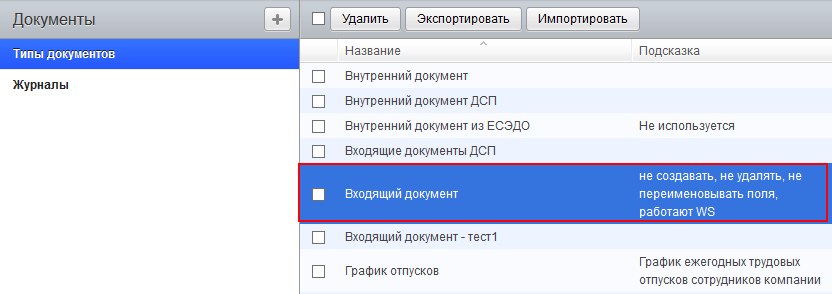 Документы
Удалить Экспортировать Импортировать
Типы документов
Журналы
Название Подсказка
Внутренний документ
Внутренний документ ДСП
Внутренний документ из ЕСЭДО Не используется
Входящие документы ДСП
Входящий документ
не создавать, не удалять, не
переименовывать поля,
работают WS
Входящий документ - тест1
График отпусков
График ежегодных трудовых
отпусков сотрудников компании